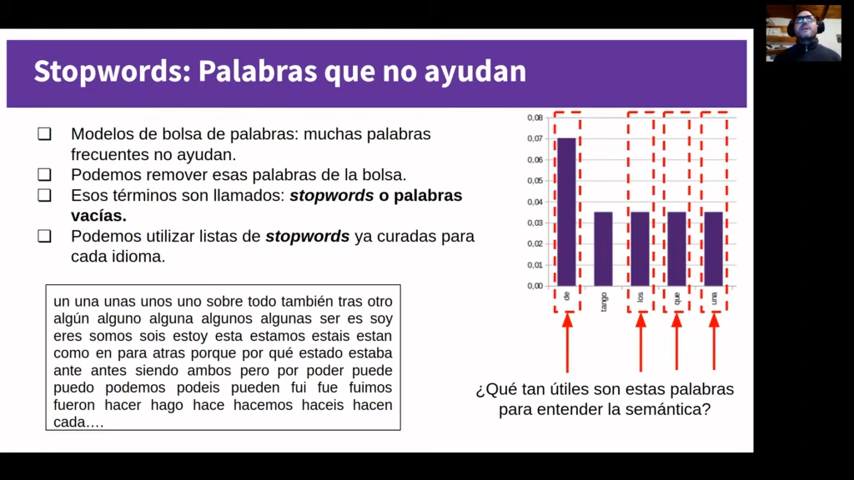 Stopwords: Palabras que no ayudan
Modelos de bolsa de palabras: muchas palabras
frecuentes no ayudan.
Podemos remover esas palabras de la bolsa.
Esos términos son llamados: stopwords o palabras
vacías.
Podemos utilizar listas de stopwords ya curadas para
cada idioma.
un una unas unos uno sobre todo también tras otro
algún alguno alguna algunos algunas ser es soy
eres somos sois estoy esta estamos estais estan
como en para atras porque por qué estado estaba
ante antes siendo ambos pero por poder puede
puedo podemos podeis pueden fui fue fuimos
fueron hacer hago hace hacemos haceis hacen
cada....
0,08
0,07
0,06
0,05
0,04
0,03
0,02
0,01
0,00
de
tango
los
que
una
¿Qué tan útiles son estas palabras
para entender la semántica?